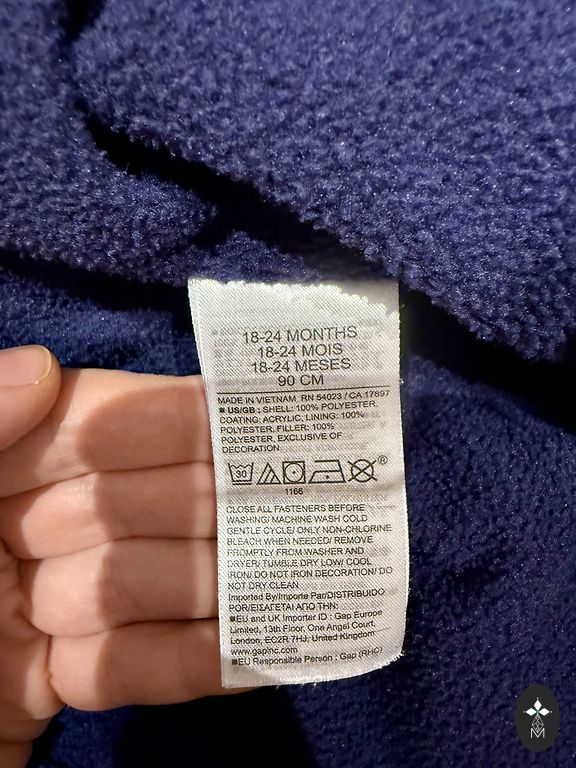 18-24 MONTHS
18-24 MOIS
18-24 MESES
90 CM
MADE IN VIETNAM RN 54023 / CA 17897
■ US/GB : SHELL: 100% POLYESTER,
COATING: ACRYLIC, LINING: 100%
POLYESTER, FILLER: 100%
POLYESTER, EXCLUSIVE OF
DECORATION
30 ®
1166
CLOSE ALL FASTENERS BEFORE
WASHING/ MACHINE WASH COLD
GENTLE CYCLE/ ONLY NON-CHLORINE
BLEACH WHEN NEEDED/ REMOVE
PROMPTLY FROM WASHER AND
DRYER/ TUMBLE DRY LOW/ COOL
IRON/ DO NOT IRON DECORATION/ DO
NOT DRY CLEAN
Imported By/Importe Par/DISTRIBUIDO
POR/ΕΙΣΑΓΕΤΑΙ ΑΠΟ ΤΗΝ:
■EU and UK Importer ID : Gap Europe
Limited, 13th Floor, One Angel Court,
London, EC2R 7HJ, United Kingdom
www.gapinc.com
■EU Responsible Person : Gap (RHC)
M